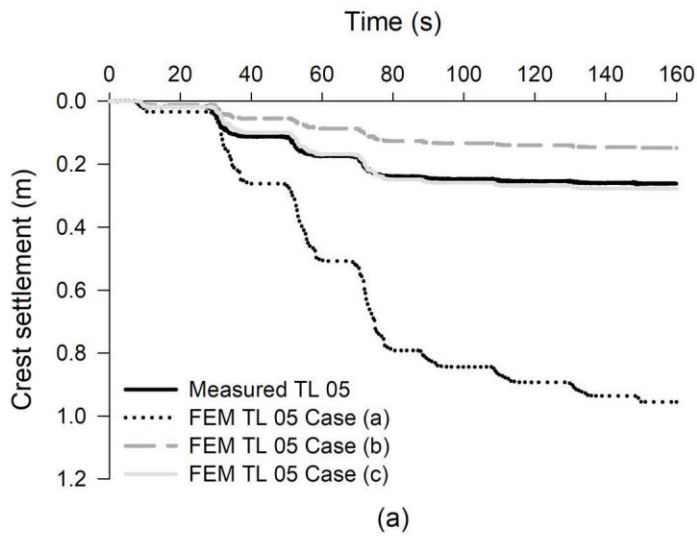 Time (s)
0 20 40 60 80 100 120 140 160
0.0
0.2
0.4
0.6
0.8
1.0
1.2
Crest settlement (m)
Measured TL 05
FEM TL 05 Case (a)
FEM TL 05 Case (b)
FEM TL 05 Case (c)
(a)